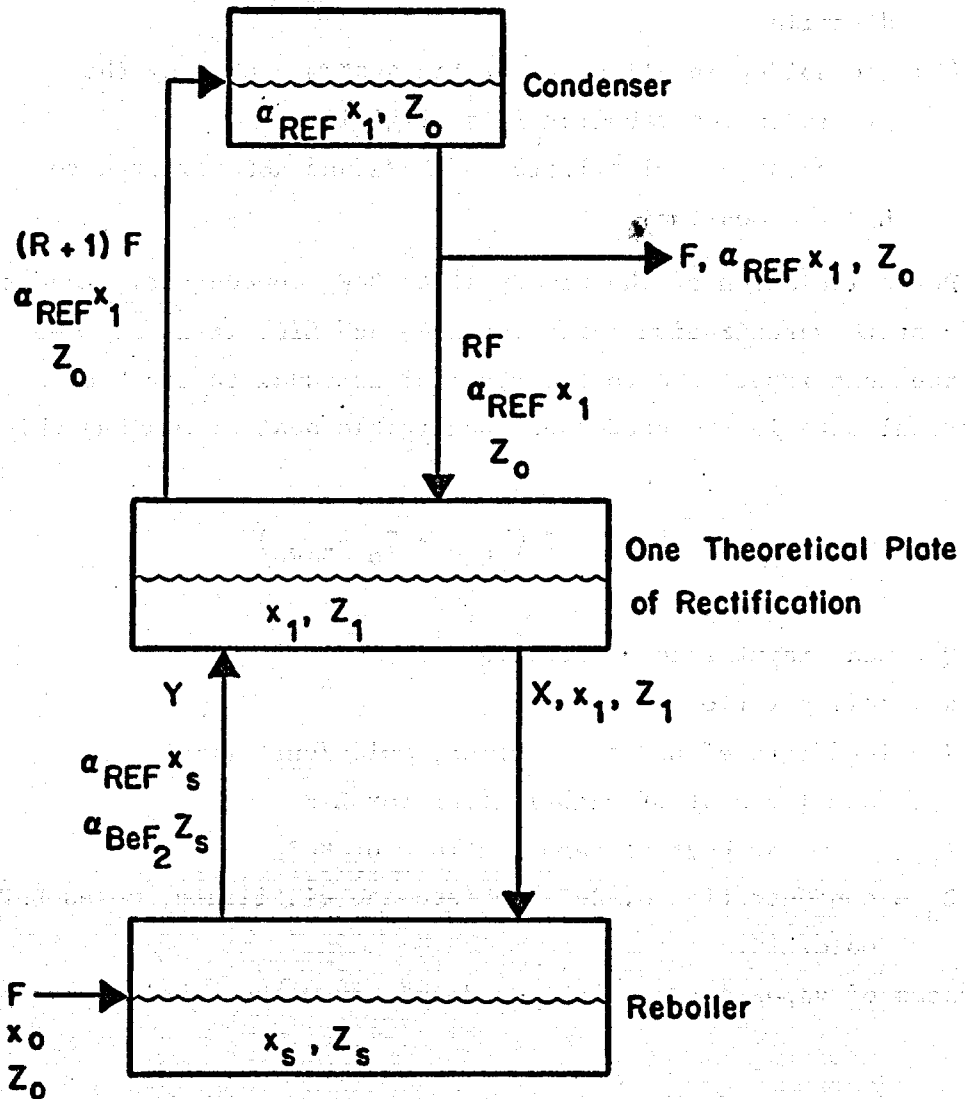 Condenser
α_REF x_1, Z_o
(R + 1) F
α_REF x_1
Z_o
F, α_REF x_1, Z_o
RF
α_REF x_1
Z_o
One Theoretical Plate
of Rectification
x_1, Z_1
Y
X, x_1, Z_1
α_REF x_s
α_BeF_2 Z_s
F
x_o
Z_o
Reboiler
x_s, Z_s